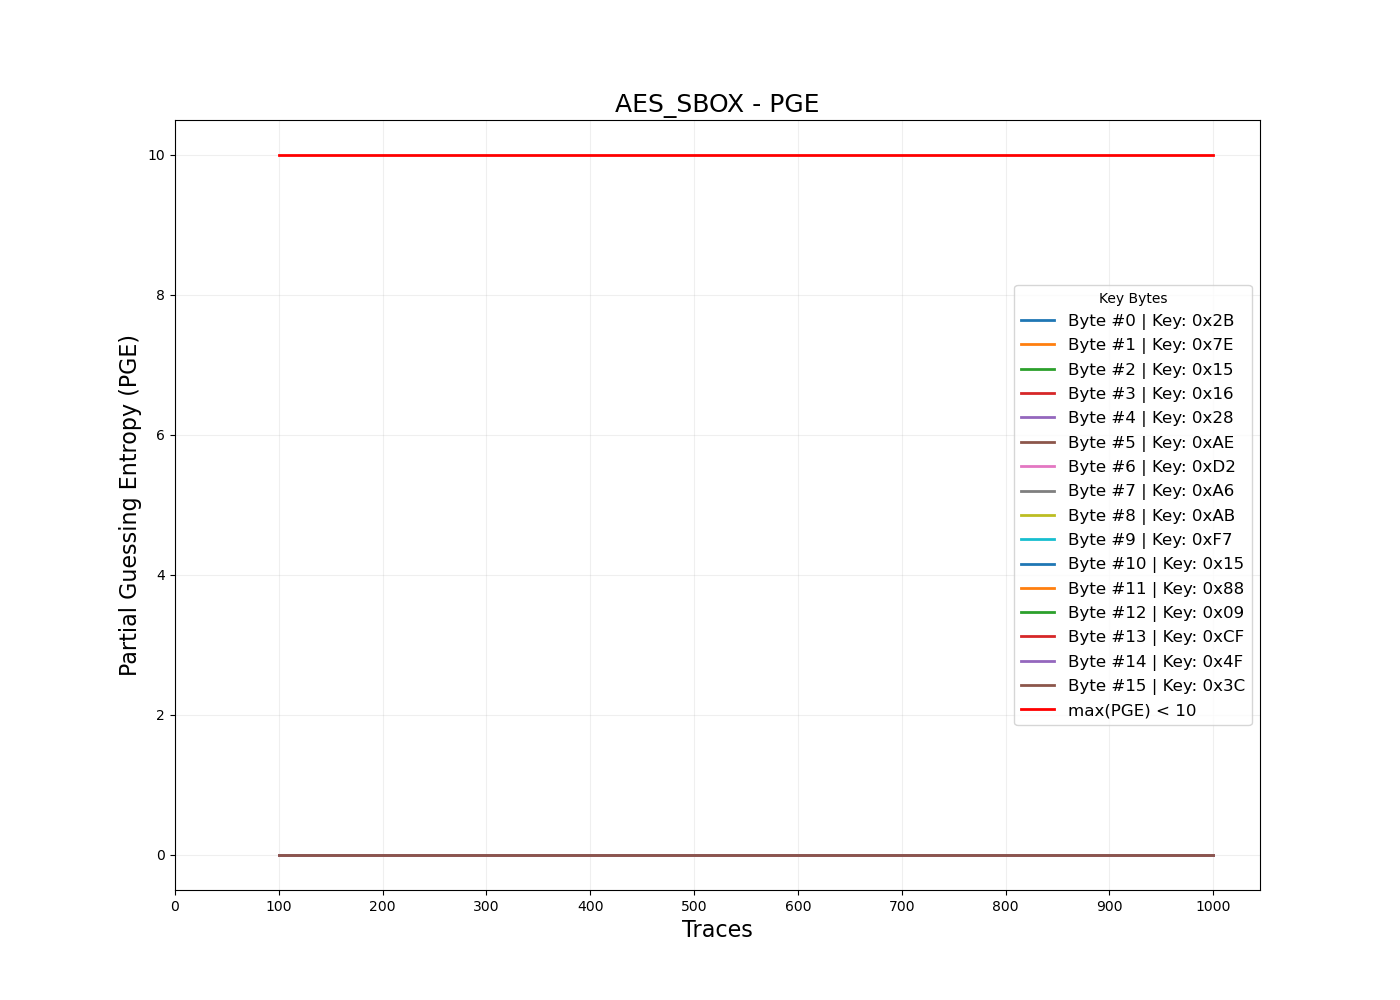 AES_SBOX - PGE
Partial Guessing Entropy (PGE)
10
8
6
4
2
0
Key Bytes
Byte #0 | Key: 0x2B
Byte #1 | Key: 0x7E
Byte #2 | Key: 0x15
Byte #3 | Key: 0x16
Byte #4 | Key: 0x28
Byte #5 | Key: 0xAE
Byte #6 | Key: 0xD2
Byte #7 | Key: 0xA6
Byte #8 | Key: 0xAB
Byte #9 | Key: 0xF7
Byte #10 | Key: 0x15
Byte #11 | Key: 0x88
Byte #12 | Key: 0x09
Byte #13 | Key: 0xCF
Byte #14 | Key: 0x4F
Byte #15 | Key: 0x3C
max(PGE) < 10
0 100 200 300 400 500 600 700 800 900 1000
Traces